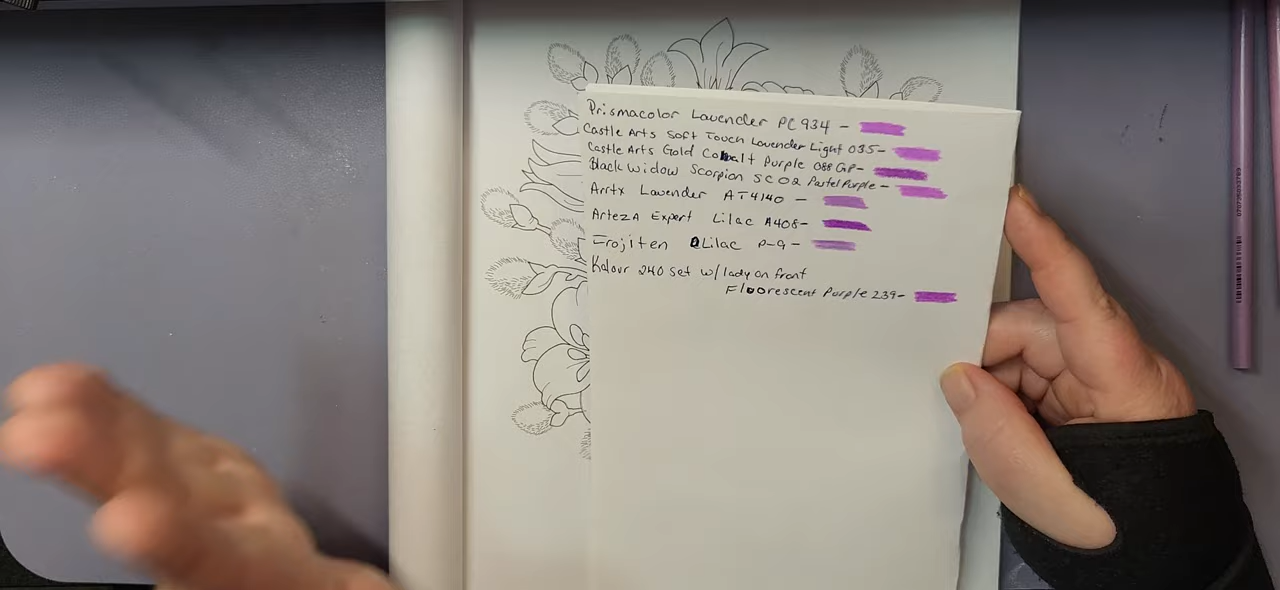 Prismacolor Lavender PC 934 -
Castle Arts Soft Touch Lavender Light 035-
Castle Arts Gold Cobalt Purple 088 GP-
Black Widow Scorpion SC02 Pastel Purple -
Arrtx Lavender AT4140 -
ArtezA Expert Lilac A408-
Frojiten Lilac P-9 -
Kalour 240 set w/lady on front
Fluorescent Purple 239-